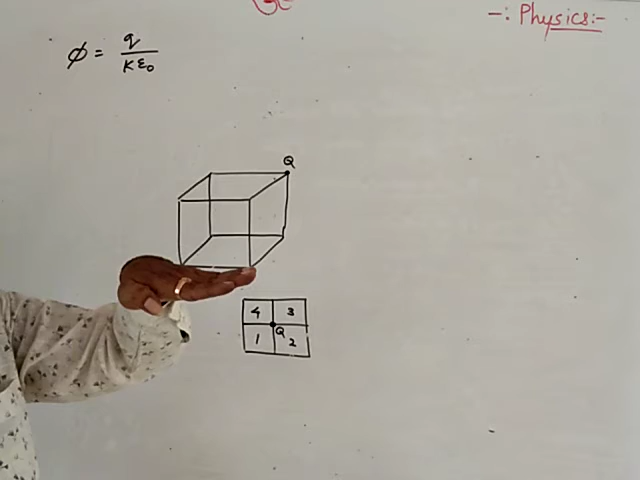 -: Physics:-
φ = q / Kε₀
Q
4 3
Q
1 2